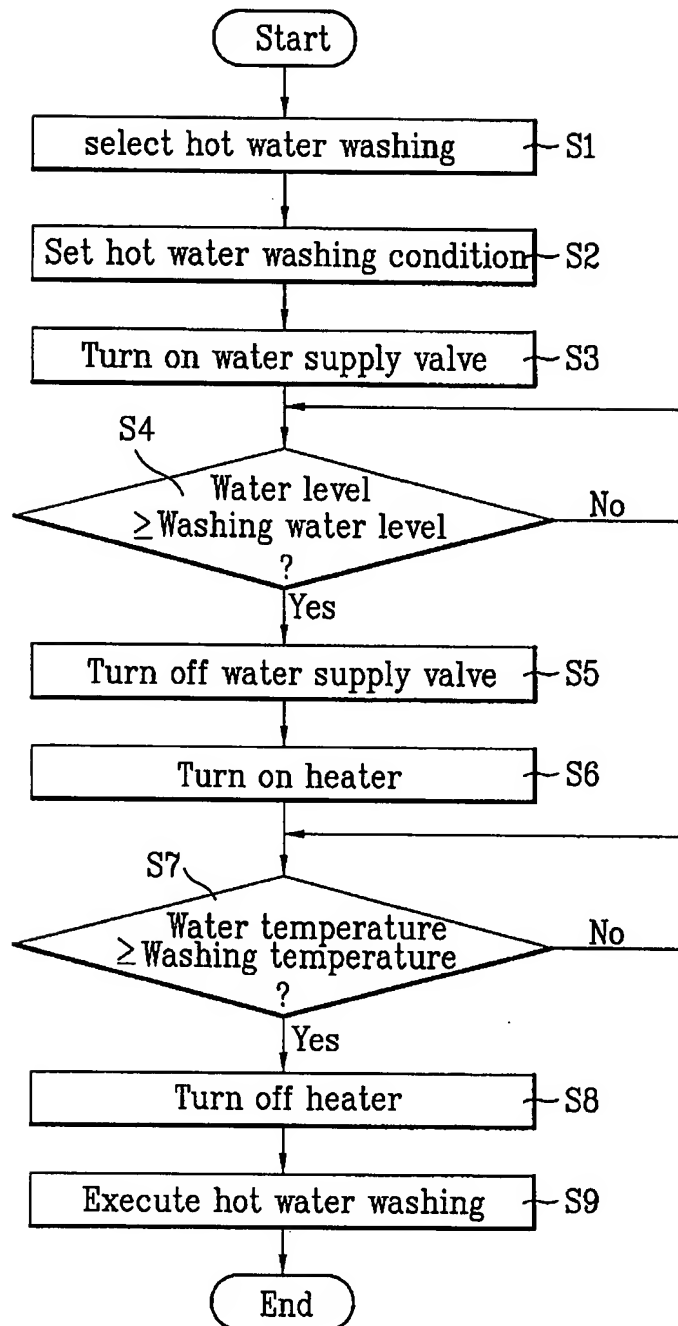 Start
select hot water washing S1
Set hot water washing condition S2
Turn on water supply valve S3
S4
Water level
≥Washing water level
?
No
Yes
Turn off water supply valve S5
Turn on heater S6
S7
Water temperature
≥Washing temperature
?
No
Yes
Turn off heater S8
Execute hot water washing S9
End